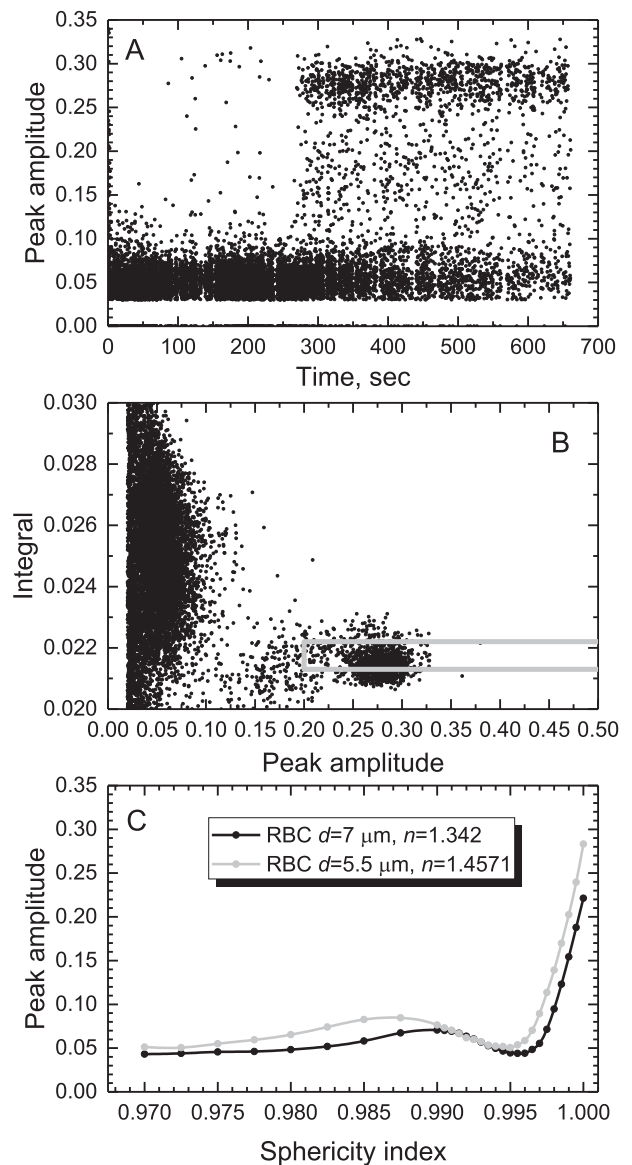 A
Peak amplitude
0.35
0.30
0.25
0.20
0.15
0.10
0.05
0.00
0 100 200 300 400 500 600 700
Time, sec
B
Integral
0.030
0.028
0.026
0.024
0.022
0.020
0.00 0.05 0.10 0.15 0.20 0.25 0.30 0.35 0.40 0.45 0.50
Peak amplitude
C
Peak amplitude
0.35
0.30
0.25
0.20
0.15
0.10
0.05
0.00
RBC d=7 μm, n=1.342
RBC d=5.5 μm, n=1.4571
0.970 0.975 0.980 0.985 0.990 0.995 1.000
Sphericity index